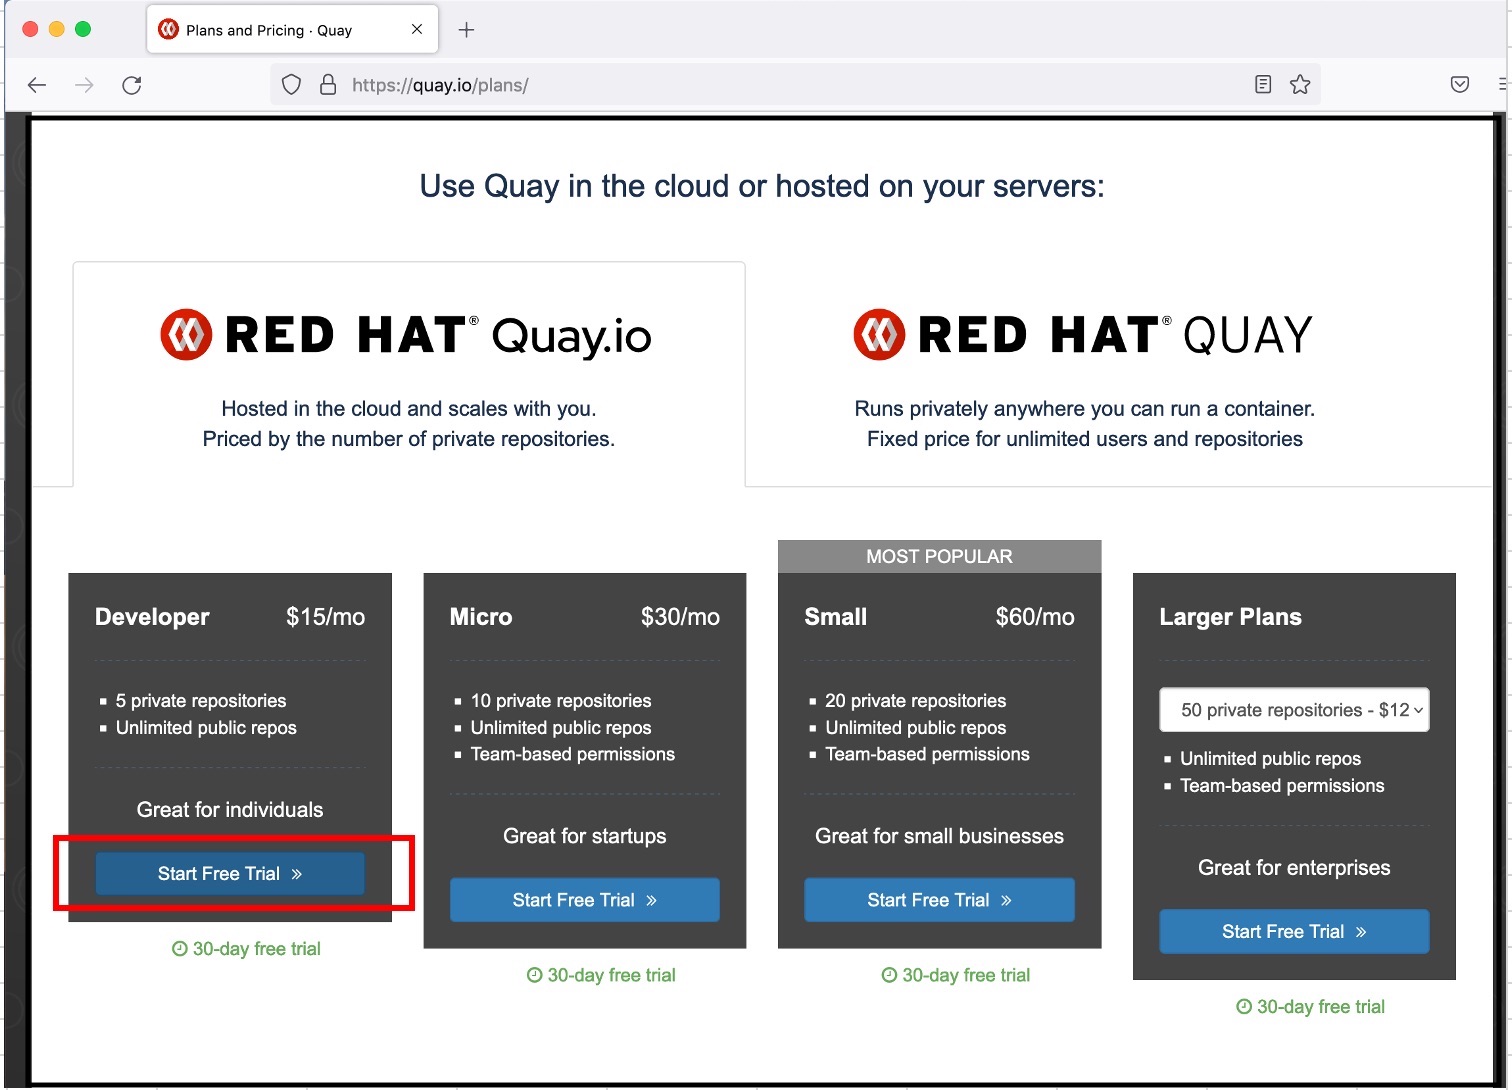 Plans and Pricing · Quay
https://quay.io/plans/
Use Quay in the cloud or hosted on your servers:
RED HAT® Quay.io
Hosted in the cloud and scales with you.
Priced by the number of private repositories.
RED HAT® QUAY
Runs privately anywhere you can run a container.
Fixed price for unlimited users and repositories
Developer $15/mo
5 private repositories
Unlimited public repos
Great for individuals
Start Free Trial »
30-day free trial
Micro $30/mo
10 private repositories
Unlimited public repos
Team-based permissions
Great for startups
Start Free Trial »
30-day free trial
MOST POPULAR
Small $60/mo
20 private repositories
Unlimited public repos
Team-based permissions
Great for small businesses
Start Free Trial »
30-day free trial
Larger Plans
50 private repositories - $12
Unlimited public repos
Team-based permissions
Great for enterprises
Start Free Trial »
30-day free trial